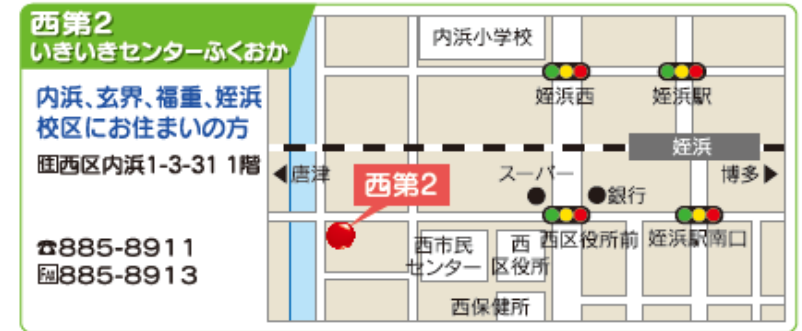 西第2
いきいきセンターふくおか
内浜、玄界、福重、姪浜
校区にお住まいの方
住西区内浜1-3-31 1階
☎885-8911
FAX885-8913
内浜小学校
姪浜西
姪浜駅
姪浜
◀唐津
スーパー
博多▶
西第2
銀行
西市民
センター
西
区役所
西区役所前
姪浜駅南口
西保健所